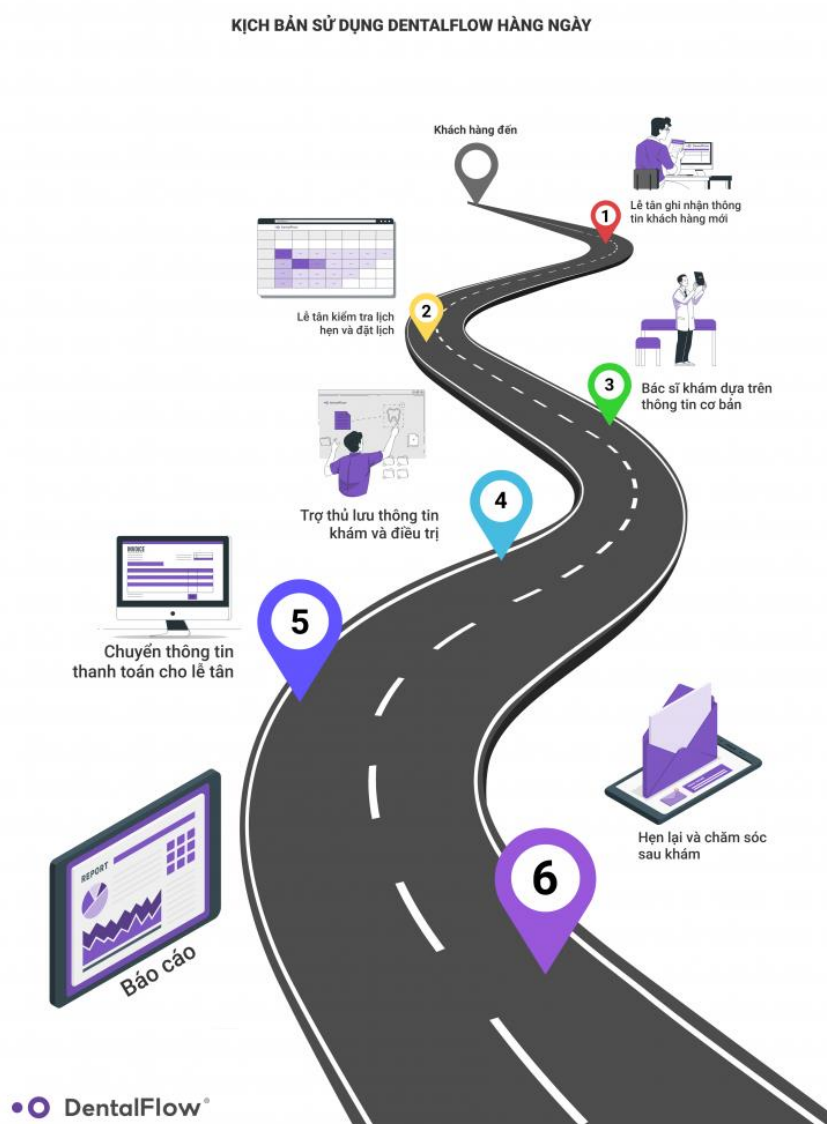 KỊCH BẢN SỬ DỤNG DENTALFLOW HÀNG NGÀY
Khách hàng đến
1
Lễ tân ghi nhận thông
tin khách hàng mới
2
Lễ tân kiểm tra lịch
hẹn và đặt lịch
3
Bác sĩ khám dựa trên
thông tin cơ bản
4
Trợ thủ lưu thông tin
khám và điều trị
INVOICE
5
Chuyển thông tin
thanh toán cho lễ tân
6
Hẹn lại và chăm sóc
sau khám
REPORT
Báo cáo
DentalFlow